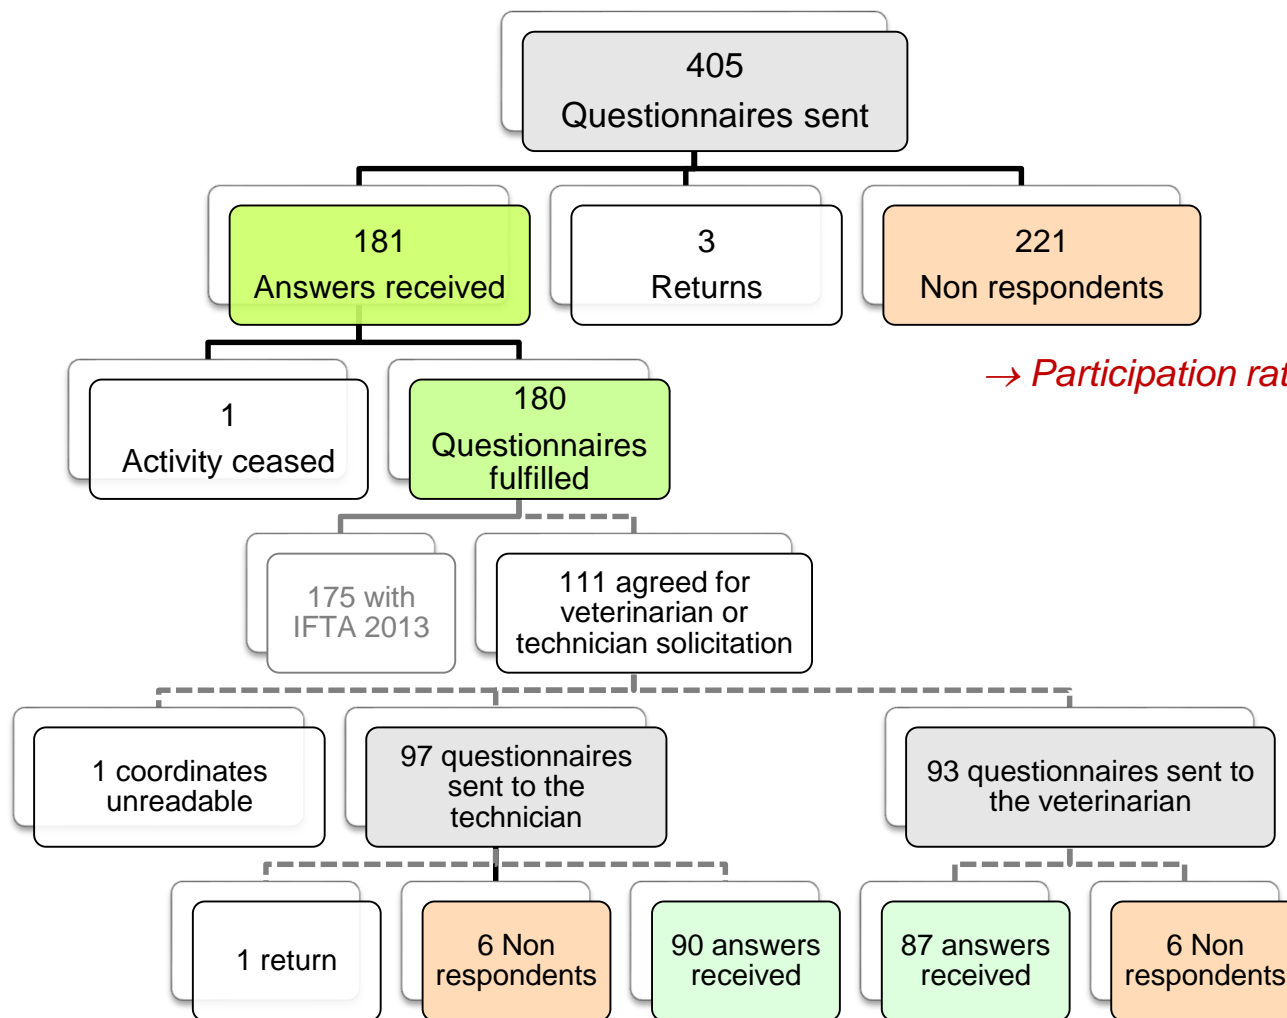 405
Questionnaires sent
181
Answers received
3
Returns
221
Non respondents
→ Participation rat
1
Activity ceased
180
Questionnaires
fulfilled
175 with
IFTA 2013
111 agreed for
veterinarian or
technician solicitation
1 coordinates
unreadable
97 questionnaires
sent to the
technician
93 questionnaires sent to
the veterinarian
1 return
6 Non
respondents
90 answers
received
87 answers
received
6 Non
respondents